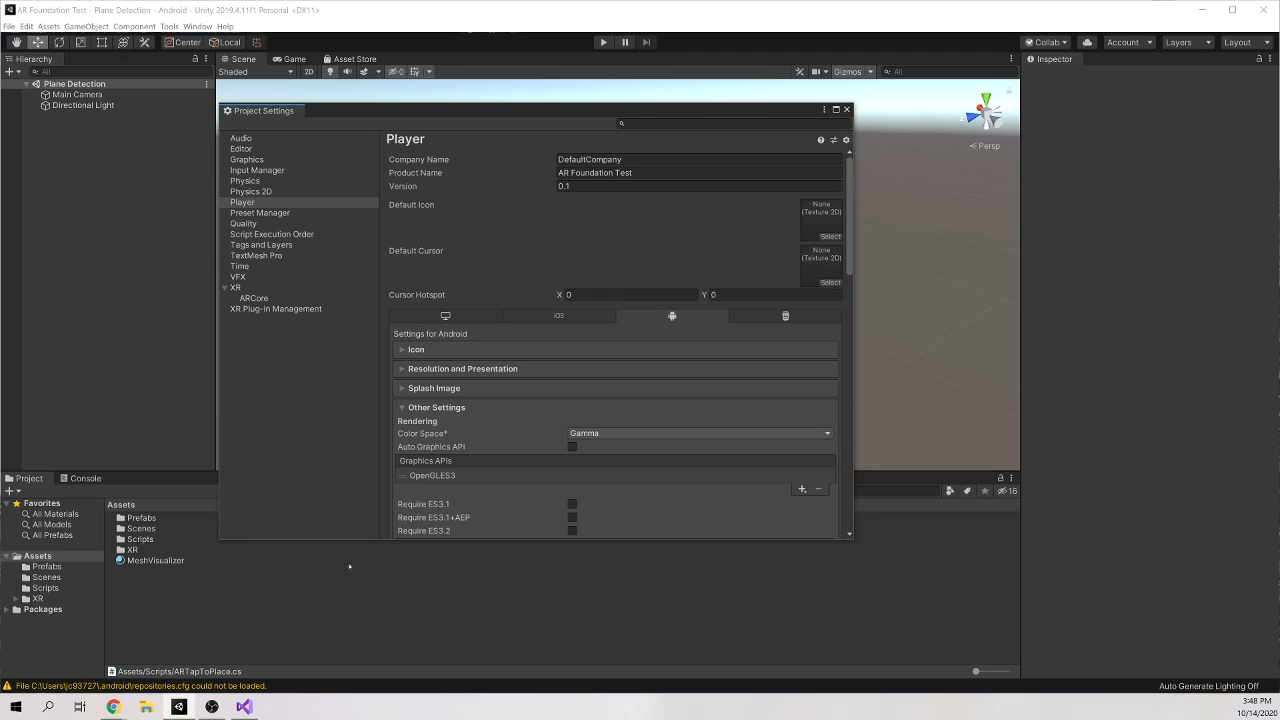 AR Foundation Test - Plane Detection - Android - Unity 2019.4.11f1 Personal <DX11>
File Edit Assets GameObject Component Tools Window Help
Center Local Collab Account Layers Layout
Hierarchy
Scene Game Asset Store
Inspector
All
Shaded 2D 0 Gizmos All
Plane Detection
Main Camera
Directional Light
Persp
Project Settings
Audio
Editor
Graphics
Input Manager
Physics
Physics 2D
Player
Preset Manager
Quality
Script Execution Order
Tags and Layers
TextMesh Pro
Time
VFX
XR
ARCore
XR Plug-in Management
Player
Company Name DefaultCompany
Product Name AR Foundation Test
Version 0.1
Default Icon
None
(Texture 2D)
Select
Default Cursor
None
(Texture 2D)
Select
Cursor Hotspot X 0 Y 0
iOS
Settings for Android
Icon
Resolution and Presentation
Splash Image
Other Settings
Rendering
Color Space* Gamma
Auto Graphics API
Graphics APIs
OpenGLES3
Require ES3.1
Require ES3.1+AEP
Require ES3.2
Project Console
16
Favorites
All Materials
All Models
All Prefabs
Assets
Prefabs
Scenes
Scripts
XR
Packages
Assets
Prefabs
Scenes
Scripts
XR
MeshVisualizer
Assets/Scripts/ARTapToPlace.cs
File C:\Users\jc93727\.android\repositories.cfg could not be loaded.
Auto Generate Lighting Off
3:48 PM
10/14/2020